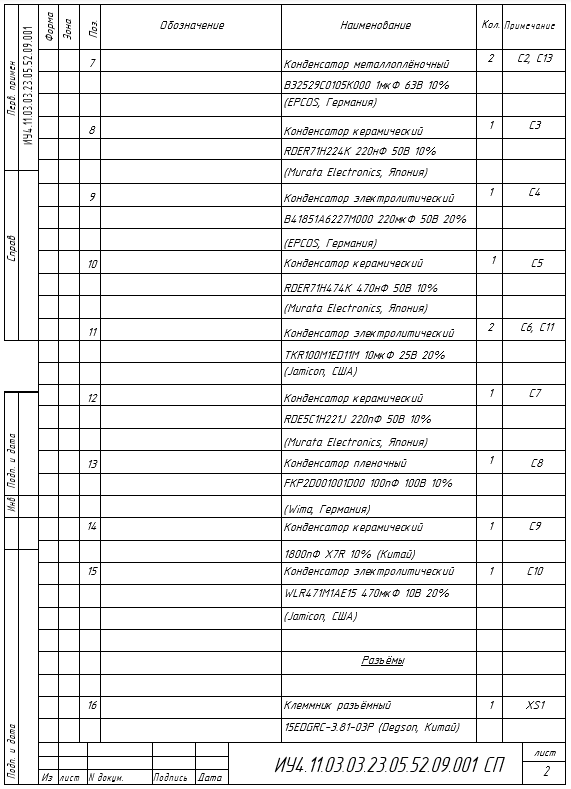 Перв. примен.
ИУ4.11.03.03.23.05.52.09.001
Справ
Подп. и дата
Инв
Подп. и дата
Форма Зона Поз. Обозначение Наименование Кол. Примечание
7 Конденсатор металлоплёночный 2 C2, C13
B32529C0105K000 1мкФ 63В 10%
(EPCOS, Германия)
8 Конденсатор керамический 1 C3
RDER71H224K 220нФ 50В 10%
(Murata Electronics, Япония)
9 Конденсатор электролитический 1 C4
B41851A6227M000 220мкФ 50В 20%
(EPCOS, Германия)
10 Конденсатор керамический 1 C5
RDER71H474K 470нФ 50В 10%
(Murata Electronics, Япония)
11 Конденсатор электролитический 2 C6, C11
TKR100M1ED11M 10мкФ 25В 20%
(Jamicon, США)
12 Конденсатор керамический 1 C7
RDE5C1H221J 220пФ 50В 10%
(Murata Electronics, Япония)
13 Конденсатор пленочный 1 C8
FKP2D001001D00 100пФ 100В 10%
(Wima, Германия)
14 Конденсатор керамический 1 C9
1800пФ X7R 10% (Китай)
15 Конденсатор электролитический 1 C10
WLR471M1AE15 470мкФ 10В 20%
(Jamicon, США)
Разъёмы
16 Клеммник разъёмный 1 XS1
15EDGRC-3.81-03P (Degson, Китай)
Из лист N докум. Подпись Дата
ИУ4.11.03.03.23.05.52.09.001 СП
лист
2